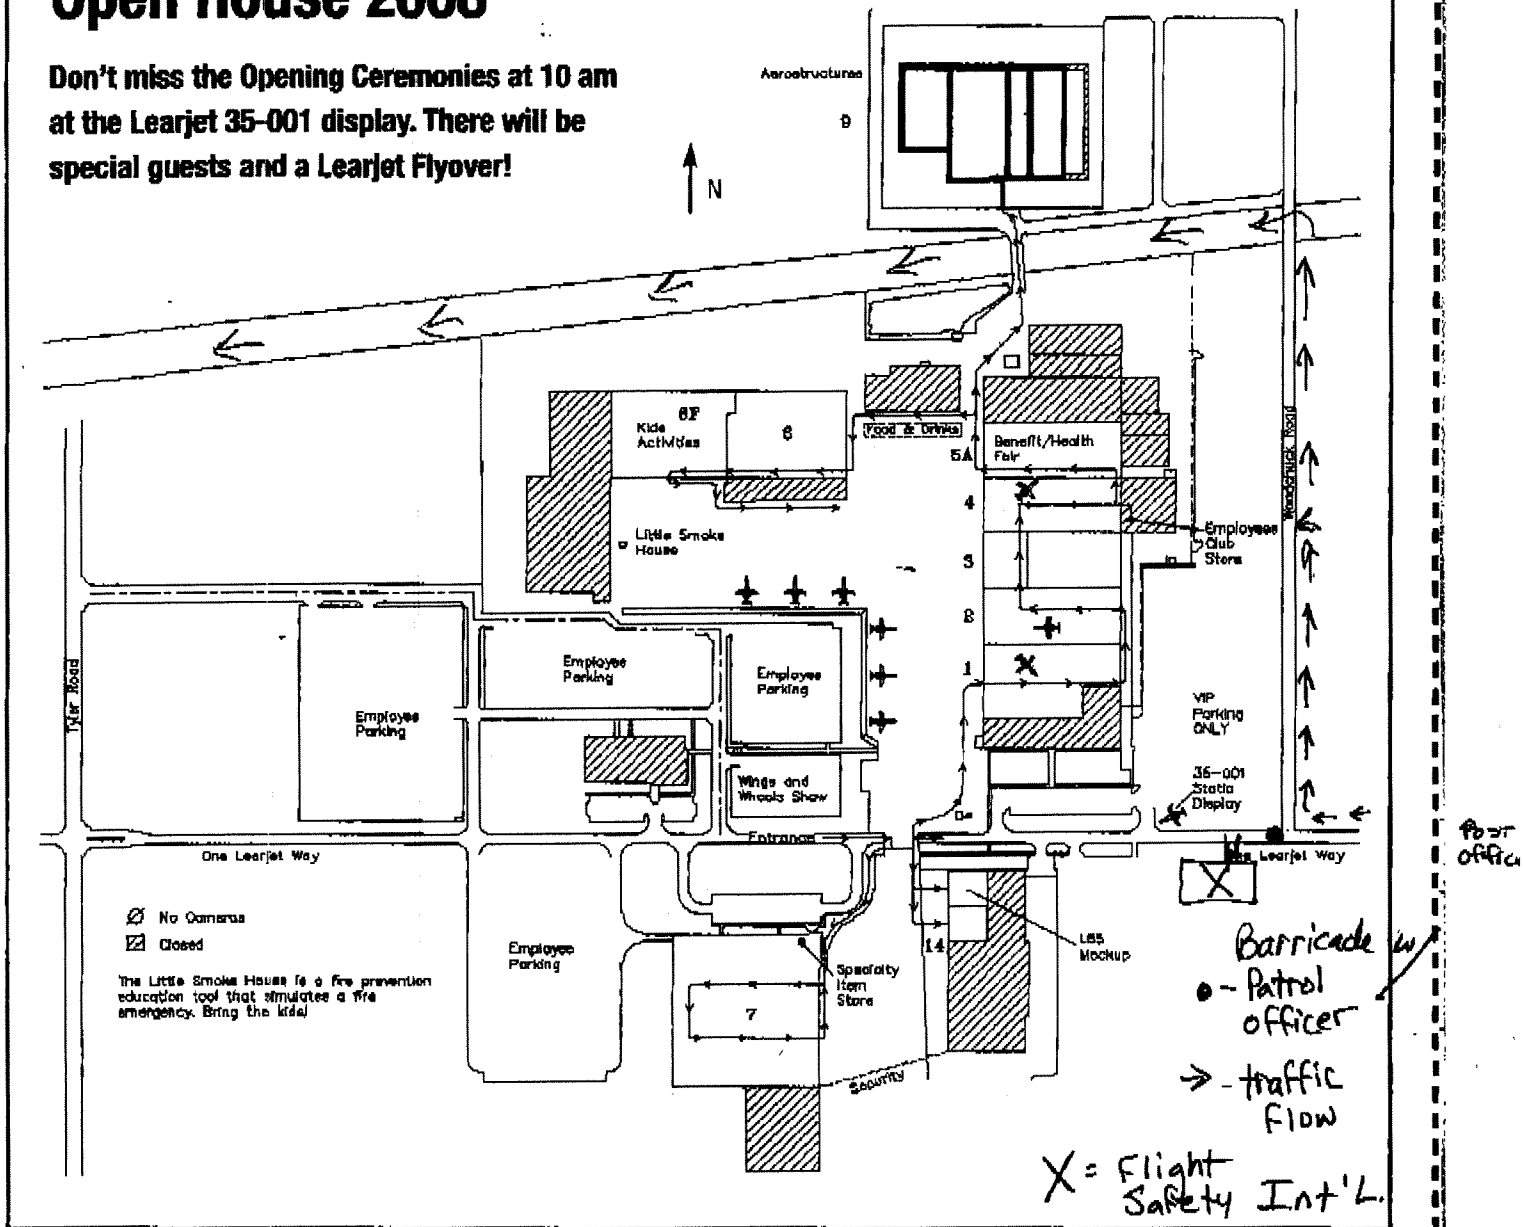 Open House 2008
Don't miss the Opening Ceremonies at 10 am
at the Learjet 35-001 display. There will be
special guests and a Learjet Flyover!
N
Aerostructures
9
6F
Kids
Activities
6
Food & Drinks
Benefit/Health
Fair
5A
4
3
2
1
Employees
Club
Store
Little Smoke
House
Tyler Road
Employee
Parking
Employee
Parking
Employee
Parking
VIP
Parking
ONLY
35-001
Static
Display
Wings and
Wheels Show
Entrance
One Learjet Way
Learjet Way
X
Post
office
No Cameras
Closed
The Little Smoke House is a fire prevention
education tool that simulates a fire
emergency. Bring the kids!
Employee
Parking
14
L85
Mockup
Specialty
Item
Store
7
Security
Barricade w
- Patrol
officer
→ - traffic
flow
X = Flight
Safety Int'L.